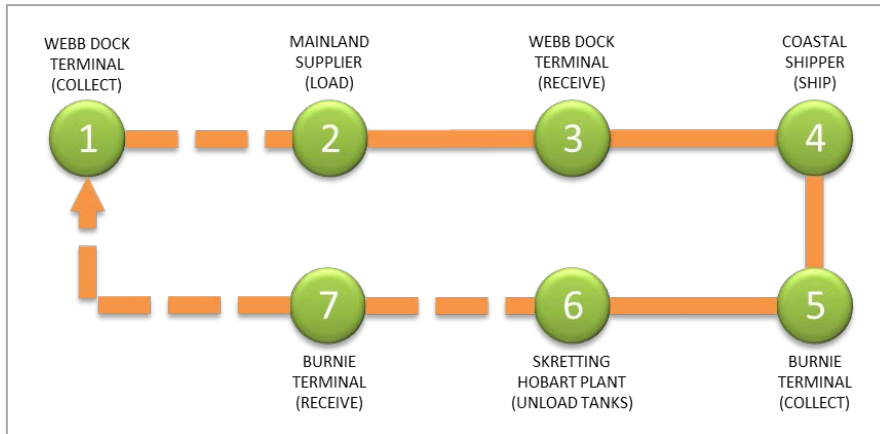 WEBB DOCK
TERMINAL
(COLLECT)
MAINLAND
SUPPLIER
(LOAD)
WEBB DOCK
TERMINAL
(RECEIVE)
COASTAL
SHIPPER
(SHIP)
1
2
3
4
7
6
5
BURNIE
TERMINAL
(RECEIVE)
SKRETTING
HOBART PLANT
(UNLOAD TANKS)
BURNIE
TERMINAL
(COLLECT)